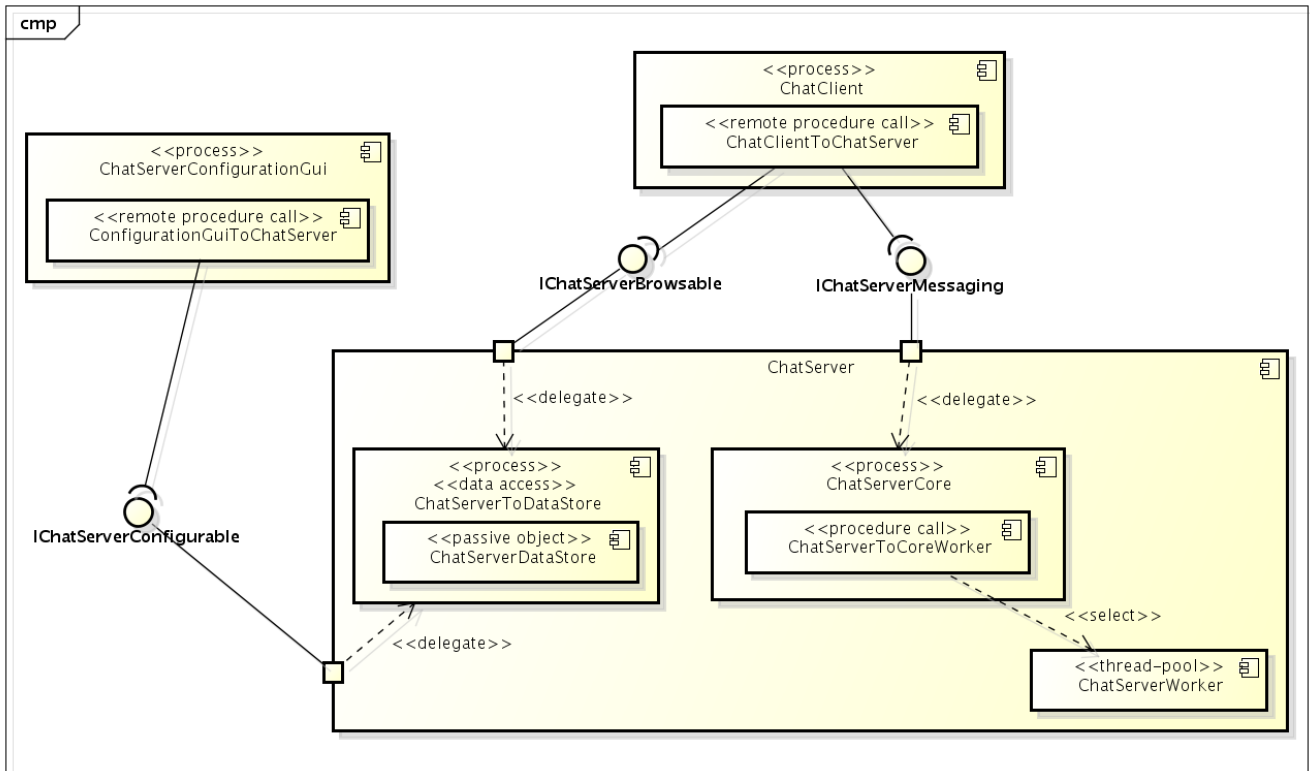 cmp
<<process>>
ChatClient
<<remote procedure call>>
ChatClientToChatServer
<<process>>
ChatServerConfigurationGui
<<remote procedure call>>
ConfigurationGuiToChatServer
IChatServerBrowsable
IChatServerMessaging
ChatServer
<<delegate>>
<<delegate>>
<<process>>
<<data access>>
ChatServerToDataStore
<<passive object>>
ChatServerDataStore
<<process>>
ChatServerCore
<<procedure call>>
ChatServerToCoreWorker
IChatServerConfigurable
<<delegate>>
<<select>>
<<thread-pool>>
ChatServerWorker